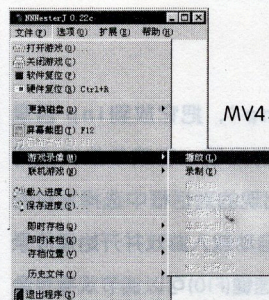 NNNesterJ 0.22c
文件(F) 选项(O) 扩展(E) 帮助(H)
打开游戏(O)...
关闭游戏(C)
软件复位(P)
硬件复位(R) Ctrl+R
更换磁盘(D)
屏幕截图(I) F12
游戏录像(M)
播放(L)
MV4
联机游戏(N)
录制(E)
载入进度(L)...
保存进度(S)...
即时存档(Q)
即时读档(K)
存档位置(V)
历史文件(Y)
退出程序(X)